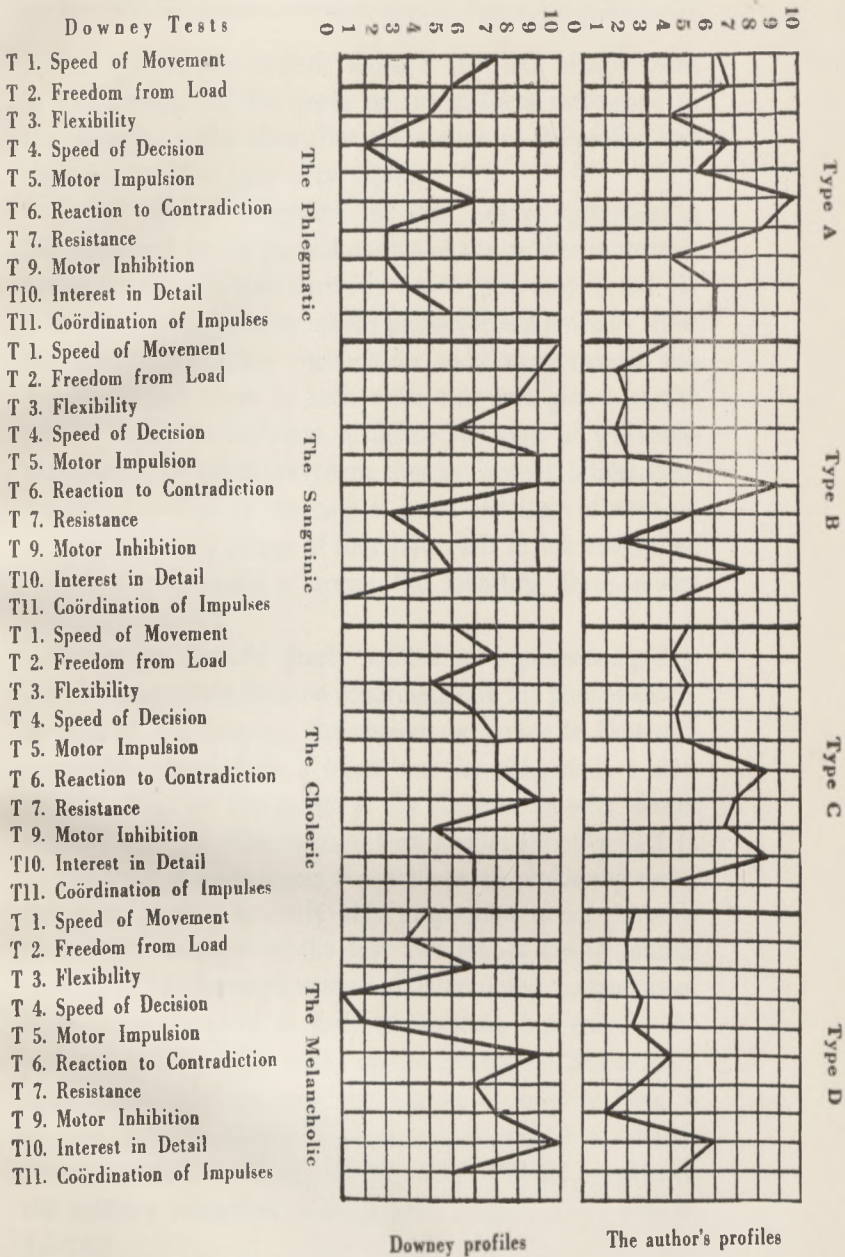 Downey Tests
0 1 2 3 4 5 6 7 8 9 10
0 1 2 3 4 5 6 7 8 9 10
T 1. Speed of Movement
T 2. Freedom from Load
T 3. Flexibility
T 4. Speed of Decision
T 5. Motor Impulsion
T 6. Reaction to Contradiction
T 7. Resistance
T 9. Motor Inhibition
T10. Interest in Detail
T11. Coördination of Impulses
The Phlegmatic
Type A
T 1. Speed of Movement
T 2. Freedom from Load
T 3. Flexibility
T 4. Speed of Decision
T 5. Motor Impulsion
T 6. Reaction to Contradiction
T 7. Resistance
T 9. Motor Inhibition
T10. Interest in Detail
T11. Coördination of Impulses
The Sanguinic
Type B
T 1. Speed of Movement
T 2. Freedom from Load
T 3. Flexibility
T 4. Speed of Decision
T 5. Motor Impulsion
T 6. Reaction to Contradiction
T 7. Resistance
T 9. Motor Inhibition
T10. Interest in Detail
T11. Coördination of Impulses
The Choleric
Type C
T 1. Speed of Movement
T 2. Freedom from Load
T 3. Flexibility
T 4. Speed of Decision
T 5. Motor Impulsion
T 6. Reaction to Contradiction
T 7. Resistance
T 9. Motor Inhibition
T10. Interest in Detail
T11. Coördination of Impulses
The Melancholic
Type D
Downey profiles
The author's profiles